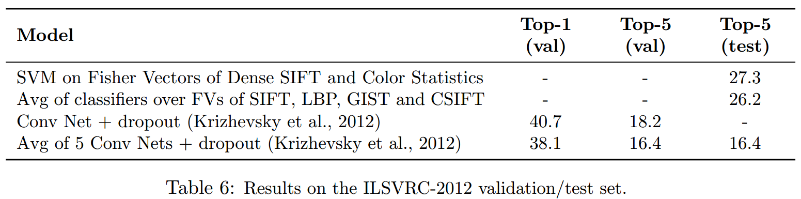 Model Top-1 (val) Top-5 (val) Top-5 (test)
SVM on Fisher Vectors of Dense SIFT and Color Statistics - - 27.3
Avg of classifiers over FVs of SIFT, LBP, GIST and CSIFT - - 26.2
Conv Net + dropout (Krizhevsky et al., 2012) 40.7 18.2 -
Avg of 5 Conv Nets + dropout (Krizhevsky et al., 2012) 38.1 16.4 16.4
Table 6: Results on the ILSVRC-2012 validation/test set.